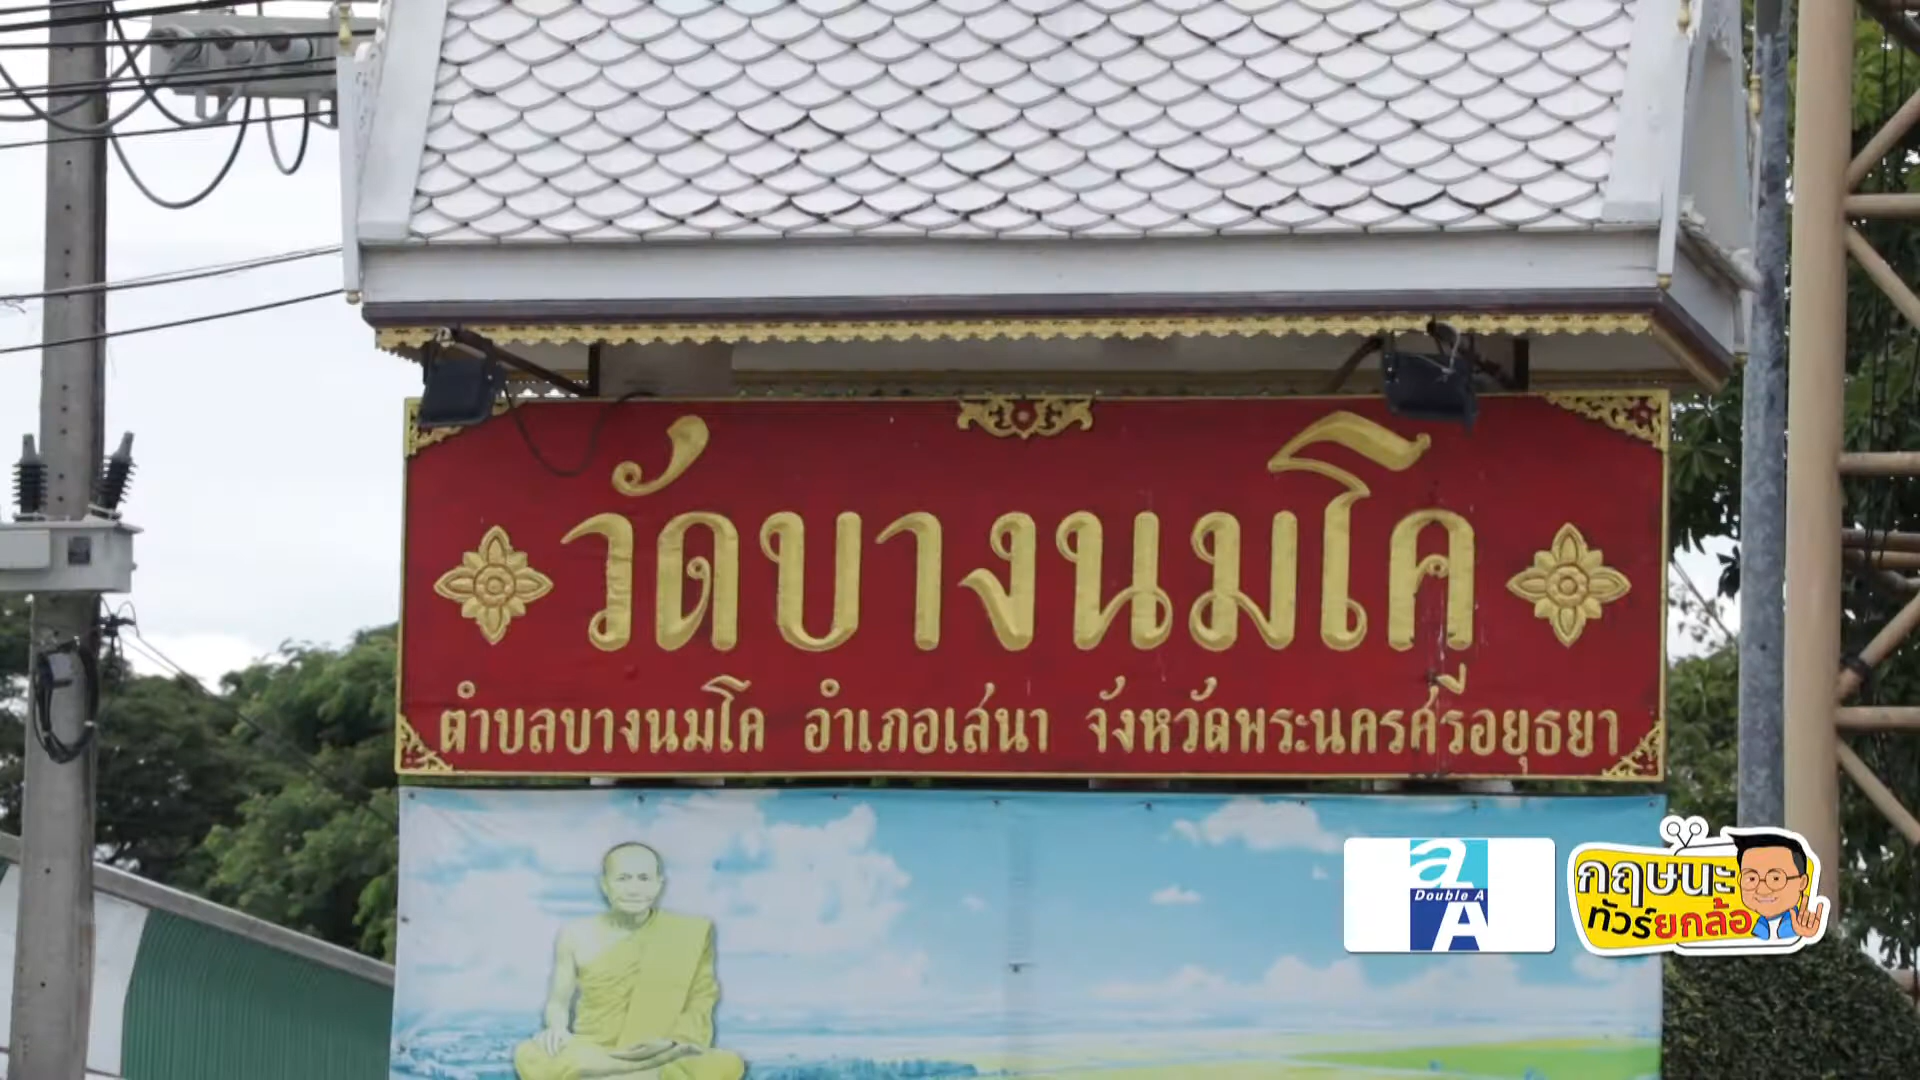 วัดบางนมโค
ตำบลบางนมโค อำเภอเสนา จังหวัดพระนครศรีอยุธยา
a
Double A
A
กฤษนะ
ทัวร์ยกล้อ